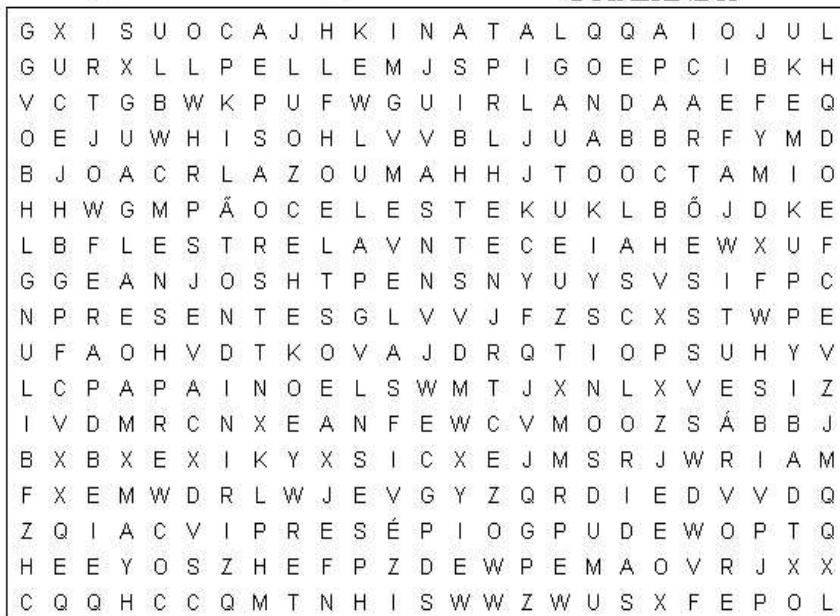 G X I S U O C A J H K I N A T A L Q Q A I O J U L
G U R X L L P E L L E M J S P I G O E P C I B K H
V C T G B W K P U F W G U I R L A N D A A E F E Q
O E J U W H I S O H L V V B L J U A B B R F Y M D
B J O A C R L A Z O U M A H H J T O O C T A M I O
H H W G M P Ã O C E L E S T E K U K L B Õ J D K E
L B F L E S T R E L A V N T E C E I A H E W X U F
G G E A N J O S H T P E N S N Y U Y S V S I F P C
N P R E S E N T E S G L V V J F Z S C X S T W P E
U F A O H V D T K O V A J D R Q T I O P S U H Y V
L C P A P A I N O E L S W M T J X N L X V E S I Z
I V D M R C N X E A N F E W C V M O O Z S Á B B J
B X B X E X I K Y X S I C X E J M S R J W R I A M
F X E M W D R L W J E V G Y Z Q R D I E D V V D Q
Z Q I A C V I P R E S É P I O G P U D E W O P T Q
H E E Y O S Z H E F P Z D E W P E M A O V R J X X
C Q Q H C C Q M T N H I S W W Z W U S X F E P O L